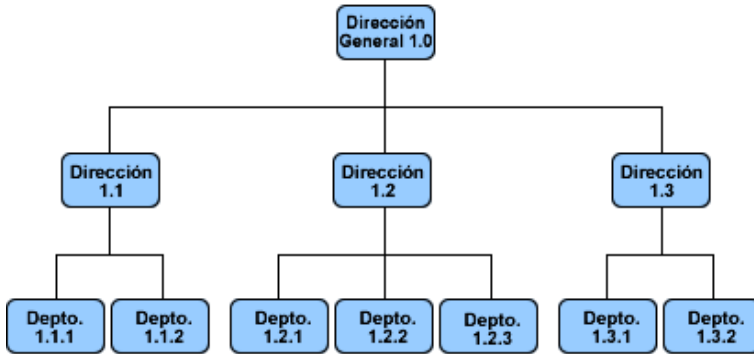 Dirección
General 1.0
Dirección
1.1
Dirección
1.2
Dirección
1.3
Depto.
1.1.1
Depto.
1.1.2
Depto.
1.2.1
Depto.
1.2.2
Depto.
1.2.3
Depto.
1.3.1
Depto.
1.3.2